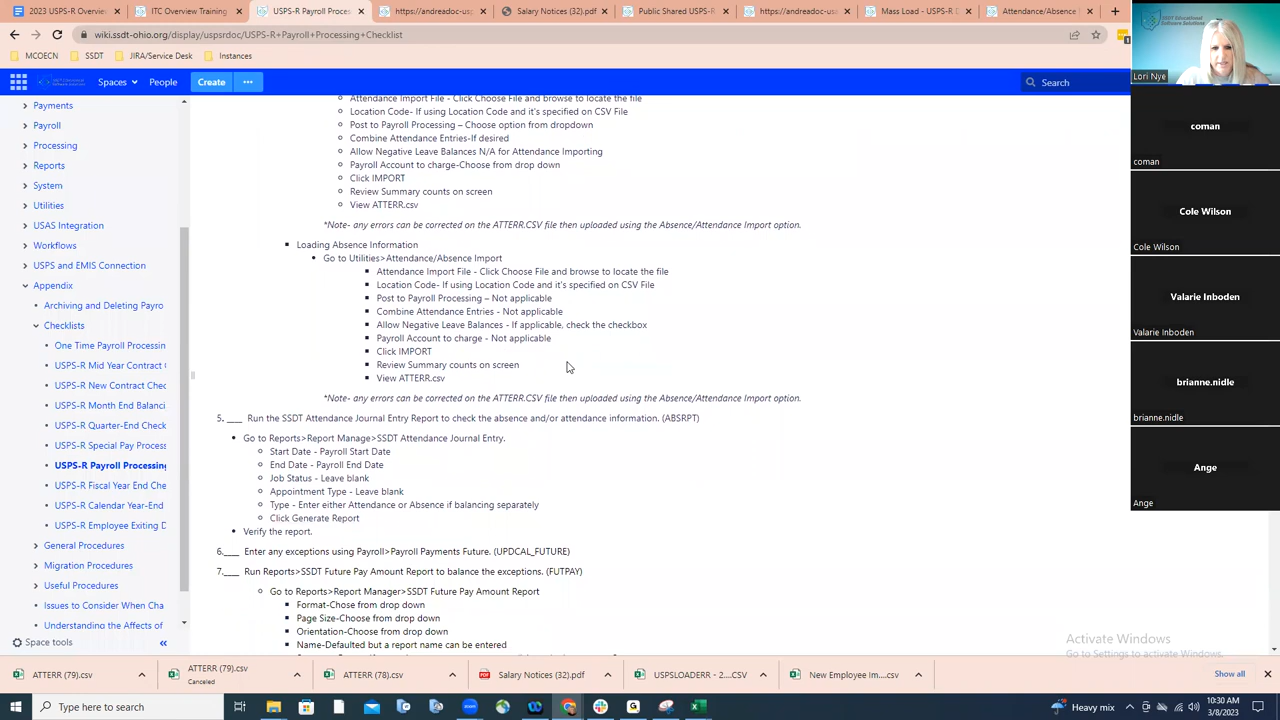 2023 USPS-R Overview
ITC Overview Training
USPS-R Payroll Proces
https://andreadoc-us
Salary Notices (32).pdf
Public Shared USPS-R
https://andreadoc-us
Mass Load - USPS-R D
Attendance/Absence
wiki.ssdt-ohio.org/display/uspsrdoc/USPS-R+Payroll+Processing+Checklist
MCOECN
SSDT
JIRA/Service Desk
Instances
Spaces
People
Create
Search
Payments
Payroll
Processing
Reports
System
Utilities
USAS Integration
Workflows
USPS and EMIS Connection
Appendix
Archiving and Deleting Payro
Checklists
One Time Payroll Processin
USPS-R Mid Year Contract
USPS-R New Contract Chec
USPS-R Month End Balanci
USPS-R Quarter-End Check
USPS-R Special Pay Process
USPS-R Payroll Processing
USPS-R Fiscal Year End Che
USPS-R Calendar Year-End
USPS-R Employee Exiting D
General Procedures
Migration Procedures
Useful Procedures
Issues to Consider When Cha
Understanding the Affects of
Space tools
Attendance Import File - Click Choose File and browse to locate the file
Location Code- If using Location Code and it's specified on CSV File
Post to Payroll Processing – Choose option from dropdown
Combine Attendance Entries-If desired
Allow Negative Leave Balances N/A for Attendance Importing
Payroll Account to charge-Choose from drop down
Click IMPORT
Review Summary counts on screen
View ATTERR.csv
*Note- any errors can be corrected on the ATTERR.CSV file then uploaded using the Absence/Attendance Import option.
Loading Absence Information
Go to Utilities>Attendance/Absence Import
Attendance Import File - Click Choose File and browse to locate the file
Location Code- If using Location Code and it's specified on CSV File
Post to Payroll Processing – Not applicable
Combine Attendance Entries - Not applicable
Allow Negative Leave Balances - If applicable, check the checkbox
Payroll Account to charge - Not applicable
Click IMPORT
Review Summary counts on screen
View ATTERR.csv
*Note- any errors can be corrected on the ATTERR.CSV file then uploaded using the Absence/Attendance Import option.
5. ____ Run the SSDT Attendance Journal Entry Report to check the absence and/or attendance information. (ABSRPT)
Go to Reports>Report Manage>SSDT Attendance Journal Entry.
Start Date - Payroll Start Date
End Date - Payroll End Date
Job Status - Leave blank
Appointment Type - Leave blank
Type - Enter either Attendance or Absence if balancing separately
Click Generate Report
Verify the report.
6.____ Enter any exceptions using Payroll>Payroll Payments Future. (UPDCAL_FUTURE)
7.____ Run Reports>SSDT Future Pay Amount Report to balance the exceptions. (FUTPAY)
Go to Reports>Report Manager>SSDT Future Pay Amount Report
Format-Chose from drop down
Page Size-Choose from drop down
Orientation-Choose from drop down
Name-Defaulted but a report name can be entered
Lori Nye
coman
coman
Cole Wilson
Cole Wilson
Valarie Inboden
Valarie Inboden
brianne.nidle
brianne.nidle
Ange
Ange
Activate Windows
Go to Settings to activate Windows.
ATTERR (79).csv
ATTERR (79).csv
Canceled
ATTERR (78).csv
Salary Notices (32).pdf
USPSLOADERR - 2....CSV
New Employee Im....csv
Show all
Type here to search
Heavy mix...
10:30 AM
3/8/2023